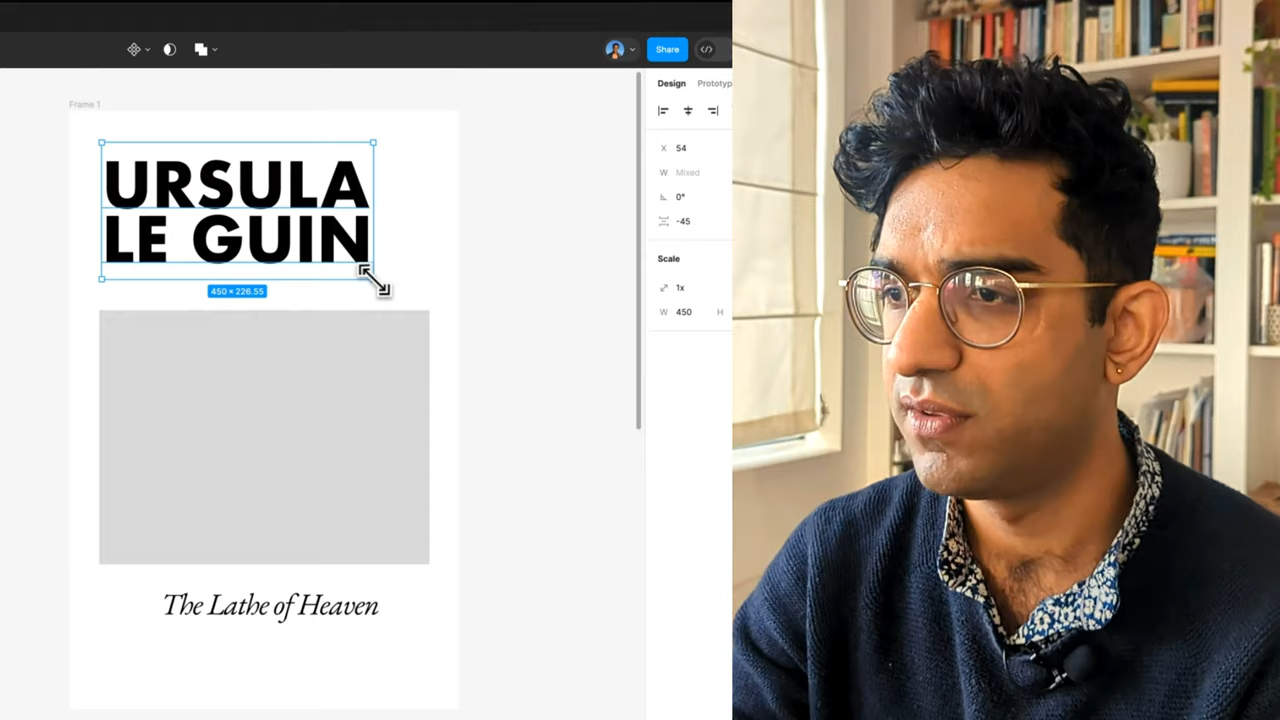 Share
Frame 1
Design Prototyp
X 54
W Mixed
0°
-45
Scale
1x
W 450 H
URSULA
LE GUIN
450 × 226.55
The Lathe of Heaven